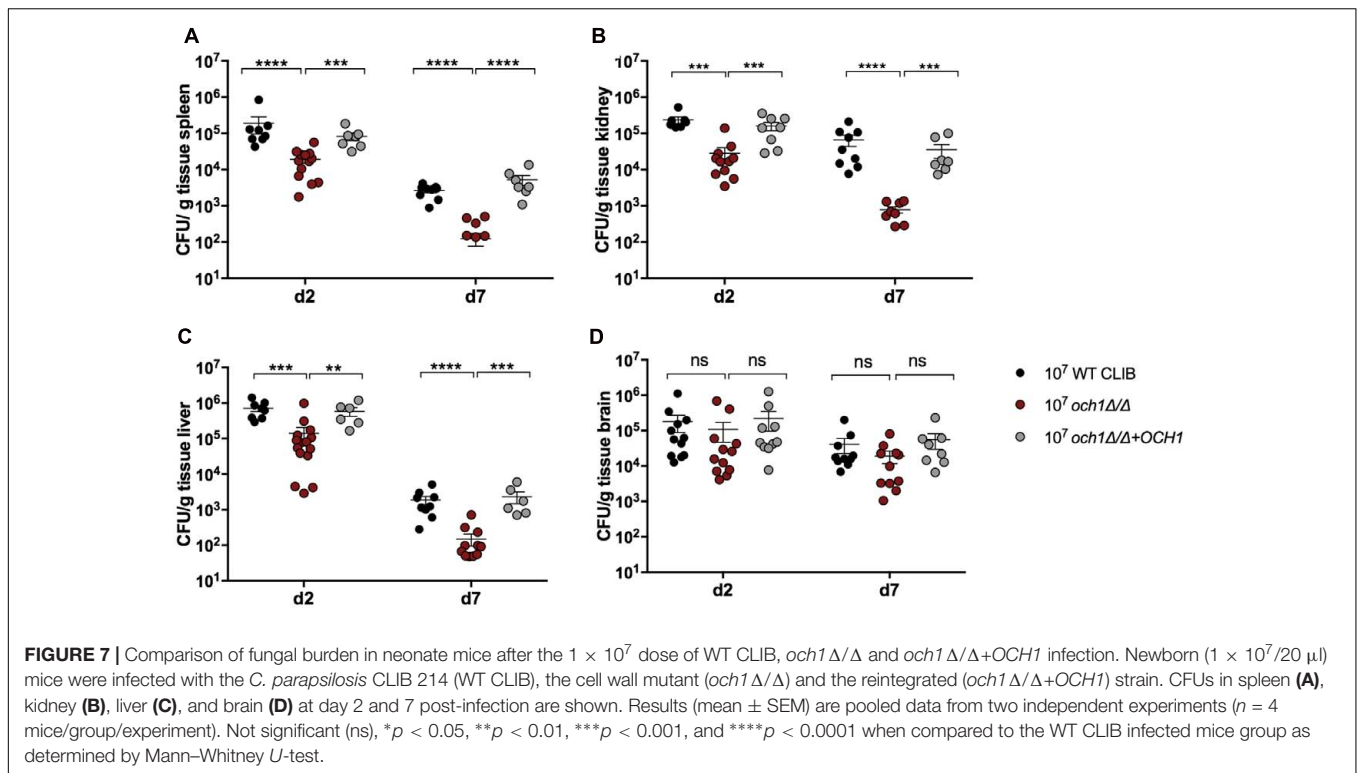 A
B
10⁷
10⁶
10⁵
10⁴
10³
10²
10¹
CFU/ g tissue spleen
**** *** **** ****
d2 d7
10⁷
10⁶
10⁵
10⁴
10³
10²
10¹
CFU/g tissue kidney
*** *** **** ***
d2 d7
C
D
10⁷
10⁶
10⁵
10⁴
10³
10²
10¹
CFU/g tissue liver
*** ** **** ***
d2 d7
10⁷
10⁶
10⁵
10⁴
10³
10²
10¹
CFU/g tissue brain
ns ns ns ns
d2 d7
10⁷ WT CLIB
10⁷ och1Δ/Δ
10⁷ och1Δ/Δ+OCH1
FIGURE 7 | Comparison of fungal burden in neonate mice after the 1 × 10⁷ dose of WT CLIB, och1Δ/Δ and och1Δ/Δ+OCH1 infection. Newborn (1 × 10⁷/20 μl)
mice were infected with the C. parapsilosis CLIB 214 (WT CLIB), the cell wall mutant (och1Δ/Δ) and the reintegrated (och1Δ/Δ+OCH1) strain. CFUs in spleen (A),
kidney (B), liver (C), and brain (D) at day 2 and 7 post-infection are shown. Results (mean ± SEM) are pooled data from two independent experiments (n = 4
mice/group/experiment). Not significant (ns), *p < 0.05, **p < 0.01, ***p < 0.001, and ****p < 0.0001 when compared to the WT CLIB infected mice group as
determined by Mann–Whitney U-test.